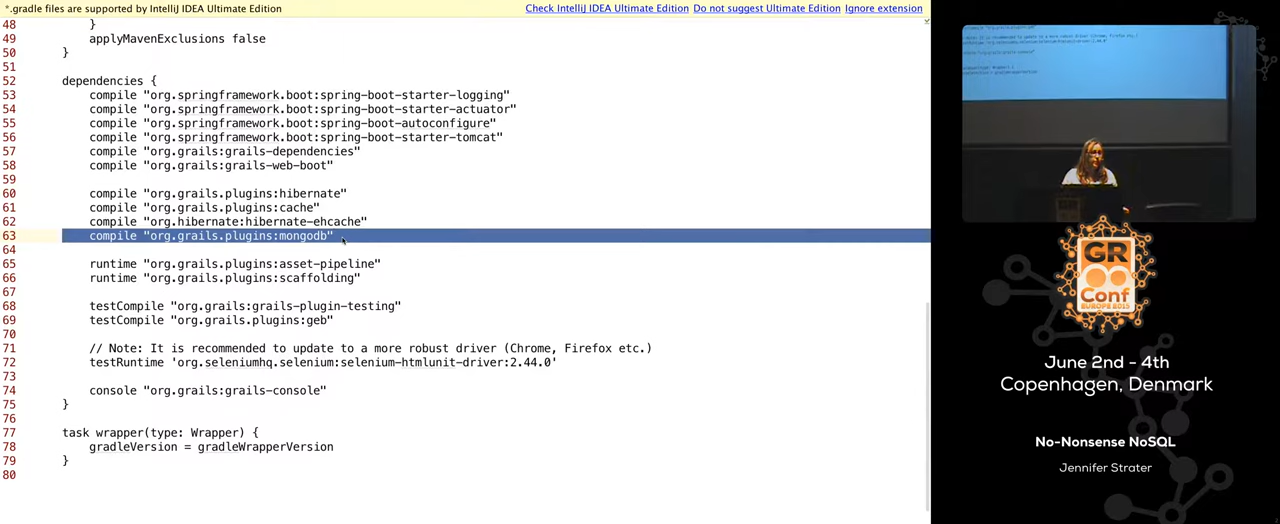 *.gradle files are supported by IntelliJ IDEA Ultimate Edition
Check IntelliJ IDEA Ultimate Edition Do not suggest Ultimate Edition Ignore extension
48 }
49 applyMavenExclusions false
50 }
51
52 dependencies {
53 compile "org.springframework.boot:spring-boot-starter-logging"
54 compile "org.springframework.boot:spring-boot-starter-actuator"
55 compile "org.springframework.boot:spring-boot-autoconfigure"
56 compile "org.springframework.boot:spring-boot-starter-tomcat"
57 compile "org.grails:grails-dependencies"
58 compile "org.grails:grails-web-boot"
59
60 compile "org.grails.plugins:hibernate"
61 compile "org.grails.plugins:cache"
62 compile "org.hibernate:hibernate-ehcache"
63 compile "org.grails.plugins:mongodb"
64
65 runtime "org.grails.plugins:asset-pipeline"
66 runtime "org.grails.plugins:scaffolding"
67
68 testCompile "org.grails:grails-plugin-testing"
69 testCompile "org.grails.plugins:geb"
70
71 // Note: It is recommended to update to a more robust driver (Chrome, Firefox etc.)
72 testRuntime 'org.seleniumhq.selenium:selenium-htmlunit-driver:2.44.0'
73
74 console "org.grails:grails-console"
75 }
76
77 task wrapper(type: Wrapper) {
78 gradleVersion = gradleWrapperVersion
79 }
80
GR
Conf
EUROPE 2015
June 2nd - 4th
Copenhagen, Denmark
No-Nonsense NoSQL
Jennifer Strater